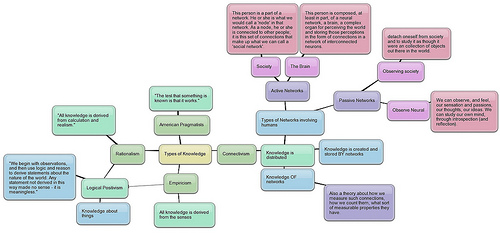 This person is a part of a
network. He or she is what we
would call a 'node' in that
network. As a node, he or she
is connected to other people;
it is this set of connections that
make up what we can call a
'social network'
This person is composed, at
least in part, of a neural
network, a brain, a complex
organ for perceiving the world
and storing those perceptions
in the form of connections in a
network of interconnected
neurons
detach oneself from society
and to study it as though it
were an collection of objects
out there in the world
Society
The Brain
Observing society
Active Networks
Passive Networks
Observe Neural
We can observe, and feel,
our sensation and passions,
our thoughts, our ideas. We
can study our own mind,
through introspection (and
reflection).
"The test that something is
known is that it works."
"All knowledge is derived
from calculation and
realism."
American Pragmatists
Types of Networks involving
humans
Rationalism
Types of Knowledge
Connectivism
Knowledge is
distributed
Knowledge is created and
stored BY networks
"We begin with observations,
and then use logic and reason
to derive statements about the
nature of the world. Any
statement not derived in this
way made no sense - it is
meaningless."
Logical Positivism
Empiricism
Knowledge OF
networks
Knowledge about
things
All knowledge is derived
from the senses
Also a theory about how we
measure such connections,
how we count them, what sort
of measurable properties they
have